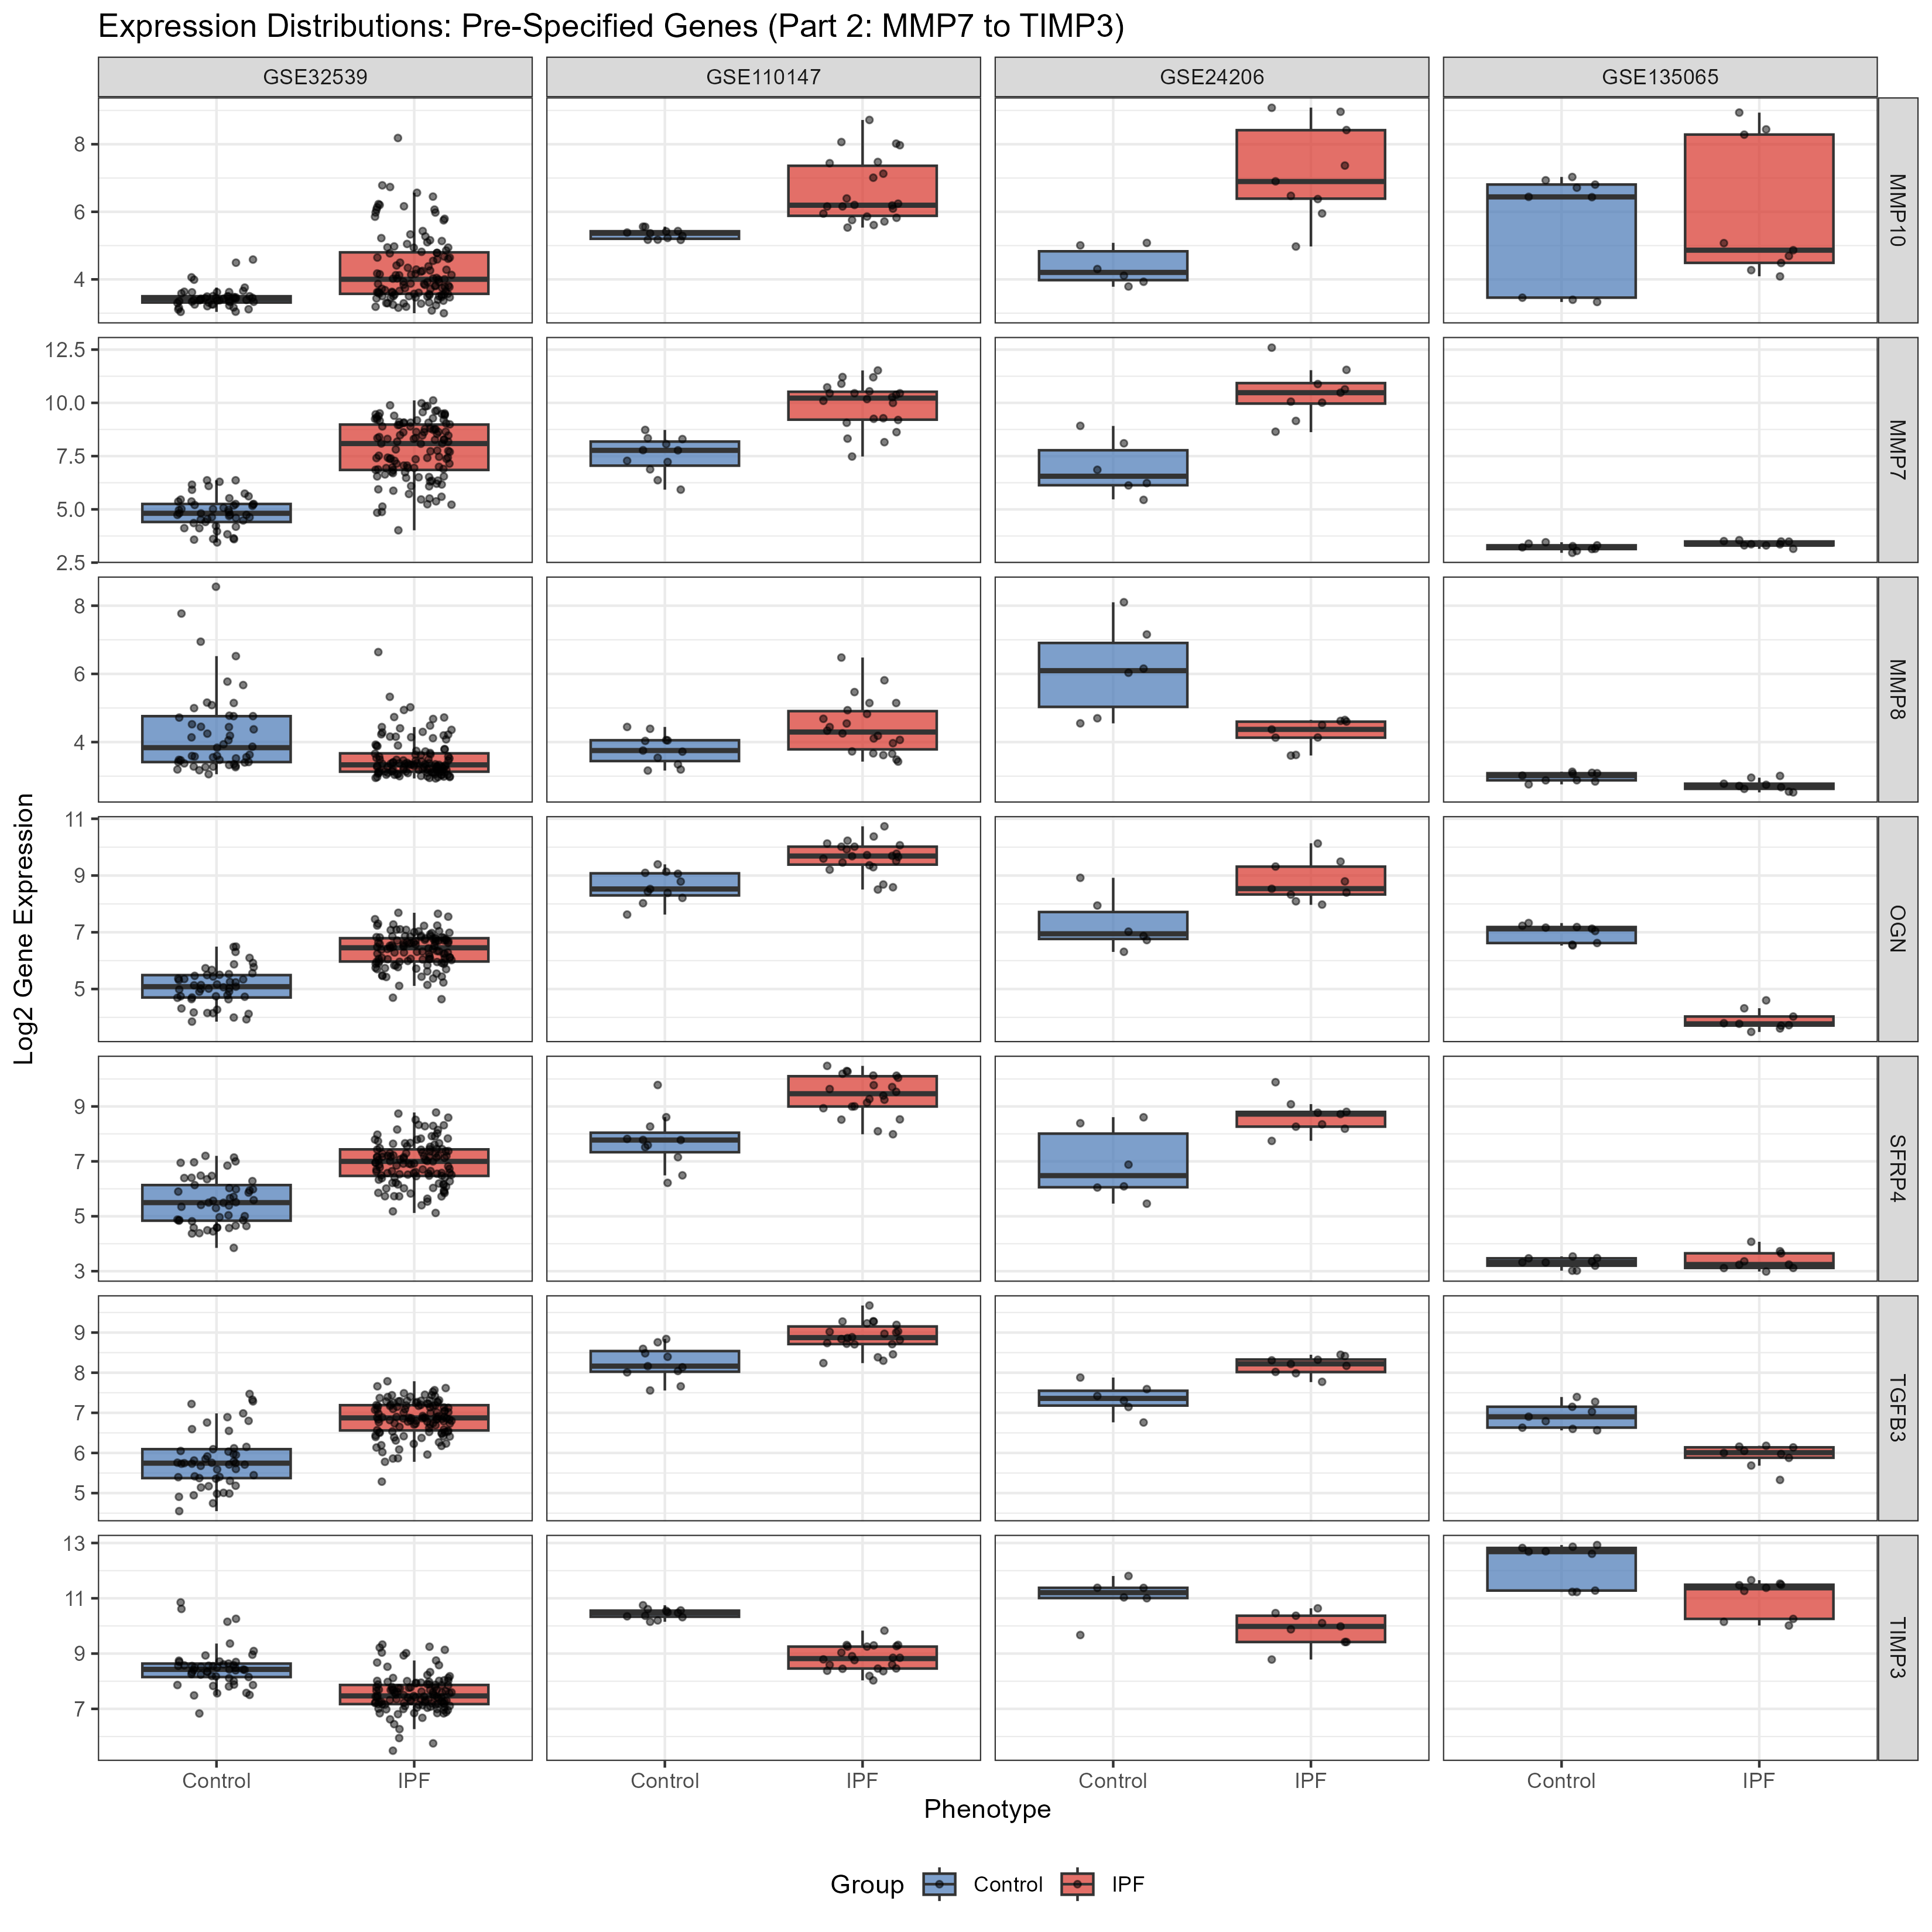 Expression Distributions: Pre-Specified Genes (Part 2: MMP7 to TIMP3)
GSE32539 GSE110147 GSE24206 GSE135065
8
6
4
MMP10
12.5
10.0
7.5
5.0
2.5
MMP7
8
6
4
MMP8
11
9
7
5
OGN
9
7
5
3
SFRP4
9
8
7
6
5
TGFB3
13
11
9
7
TIMP3
Log2 Gene Expression
Control IPF Control IPF Control IPF Control IPF
Phenotype
Group Control IPF